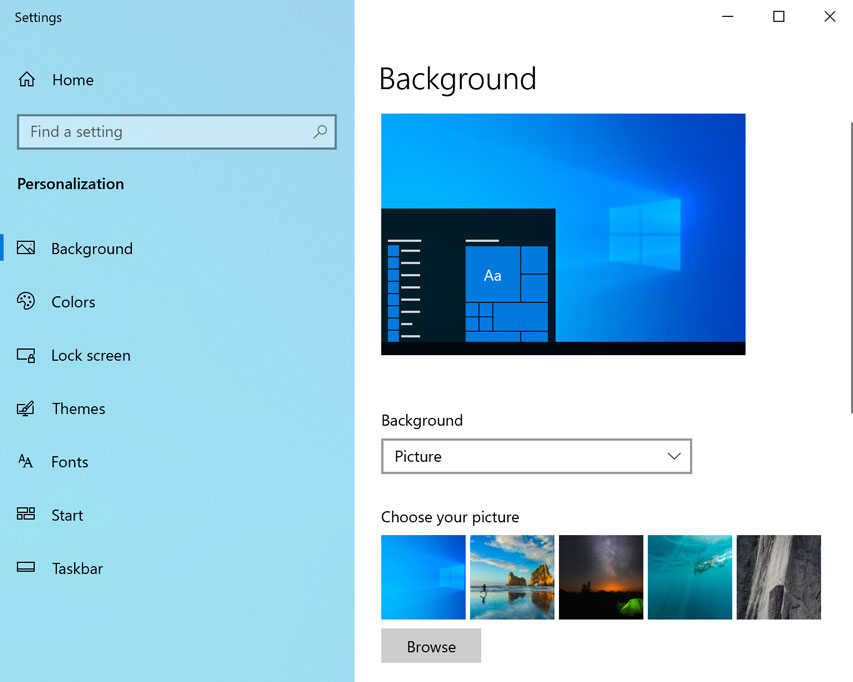 Settings
Home
Find a setting
Personalization
Background
Colors
Lock screen
Themes
Fonts
Start
Taskbar
Background
Aa
Background
Picture
Choose your picture
Browse